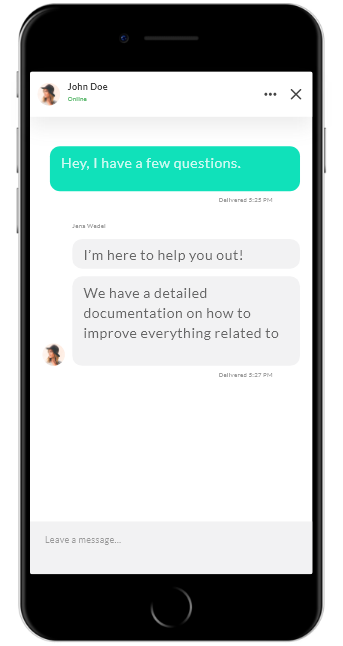 John Doe
Online
Hey, I have a few questions.
Delivered 5:25 PM
Jena Wedel
I'm here to help you out!
We have a detailed
documentation on how to
improve everything related to
Delivered 5:27 PM
Leave a message...